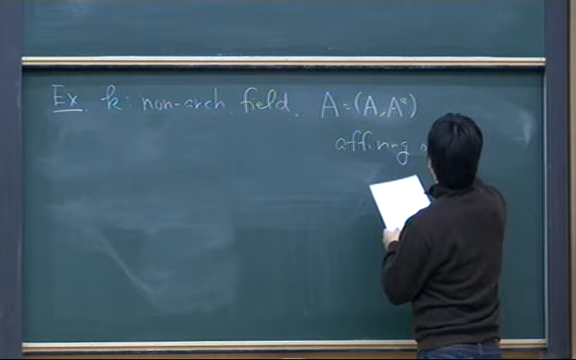 Ex. k: non-arch. field. A = (A, A°)
affinoid